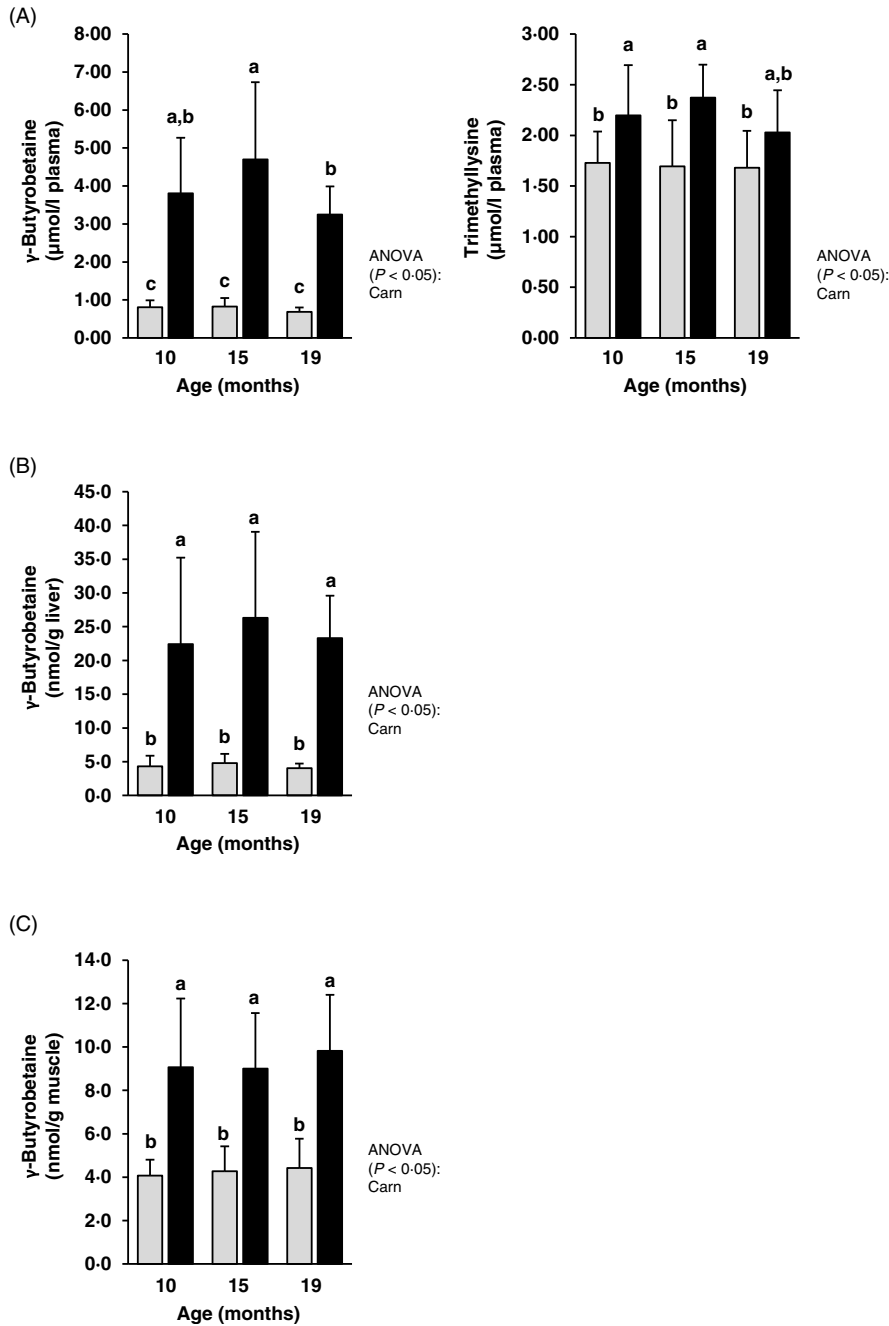 (A)
8·00
7·00
6·00
5·00
4·00
3·00
2·00
1·00
0·00
γ-Butyrobetaine
(μmol/l plasma)
a,b
a
b
c
c
c
10
15
19
Age (months)
ANOVA
(P < 0·05):
Carn
3·00
2·50
2·00
1·50
1·00
0·50
0·00
Trimethyllysine
(μmol/l plasma)
a
a
a,b
b
b
b
10
15
19
Age (months)
ANOVA
(P < 0·05):
Carn
(B)
45·0
40·0
35·0
30·0
25·0
20·0
15·0
10·0
5·0
0·0
γ-Butyrobetaine
(nmol/g liver)
a
a
a
b
b
b
10
15
19
Age (months)
ANOVA
(P < 0·05):
Carn
(C)
14·0
12·0
10·0
8·0
6·0
4·0
2·0
0·0
γ-Butyrobetaine
(nmol/g muscle)
a
a
a
b
b
b
10
15
19
Age (months)
ANOVA
(P < 0·05):
Carn